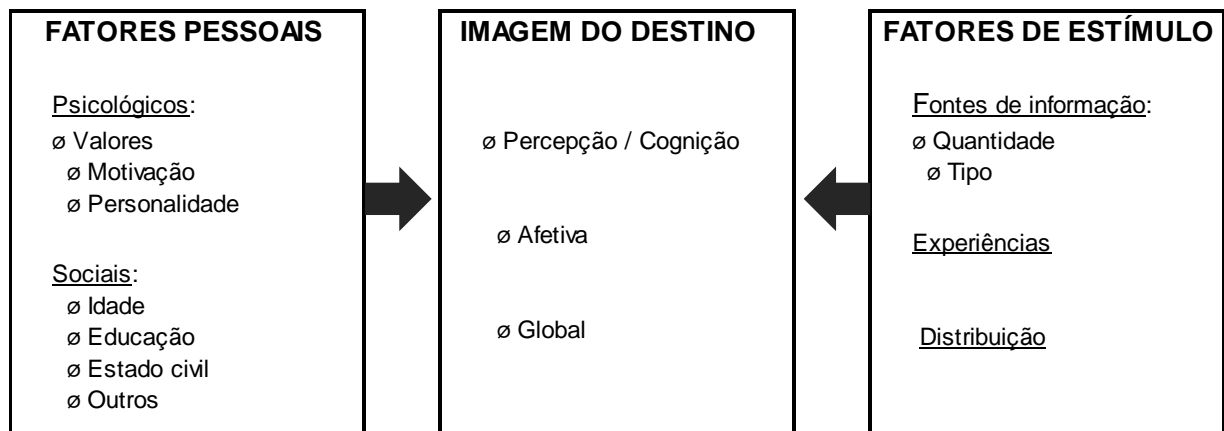 FATORES PESSOAIS
Psicológicos:
ø Valores
ø Motivação
ø Personalidade
Sociais:
ø Idade
ø Educação
ø Estado civil
ø Outros
IMAGEM DO DESTINO
ø Percepção / Cognição
ø Afetiva
ø Global
FATORES DE ESTÍMULO
Fontes de informação:
ø Quantidade
ø Tipo
Experiências
Distribuição